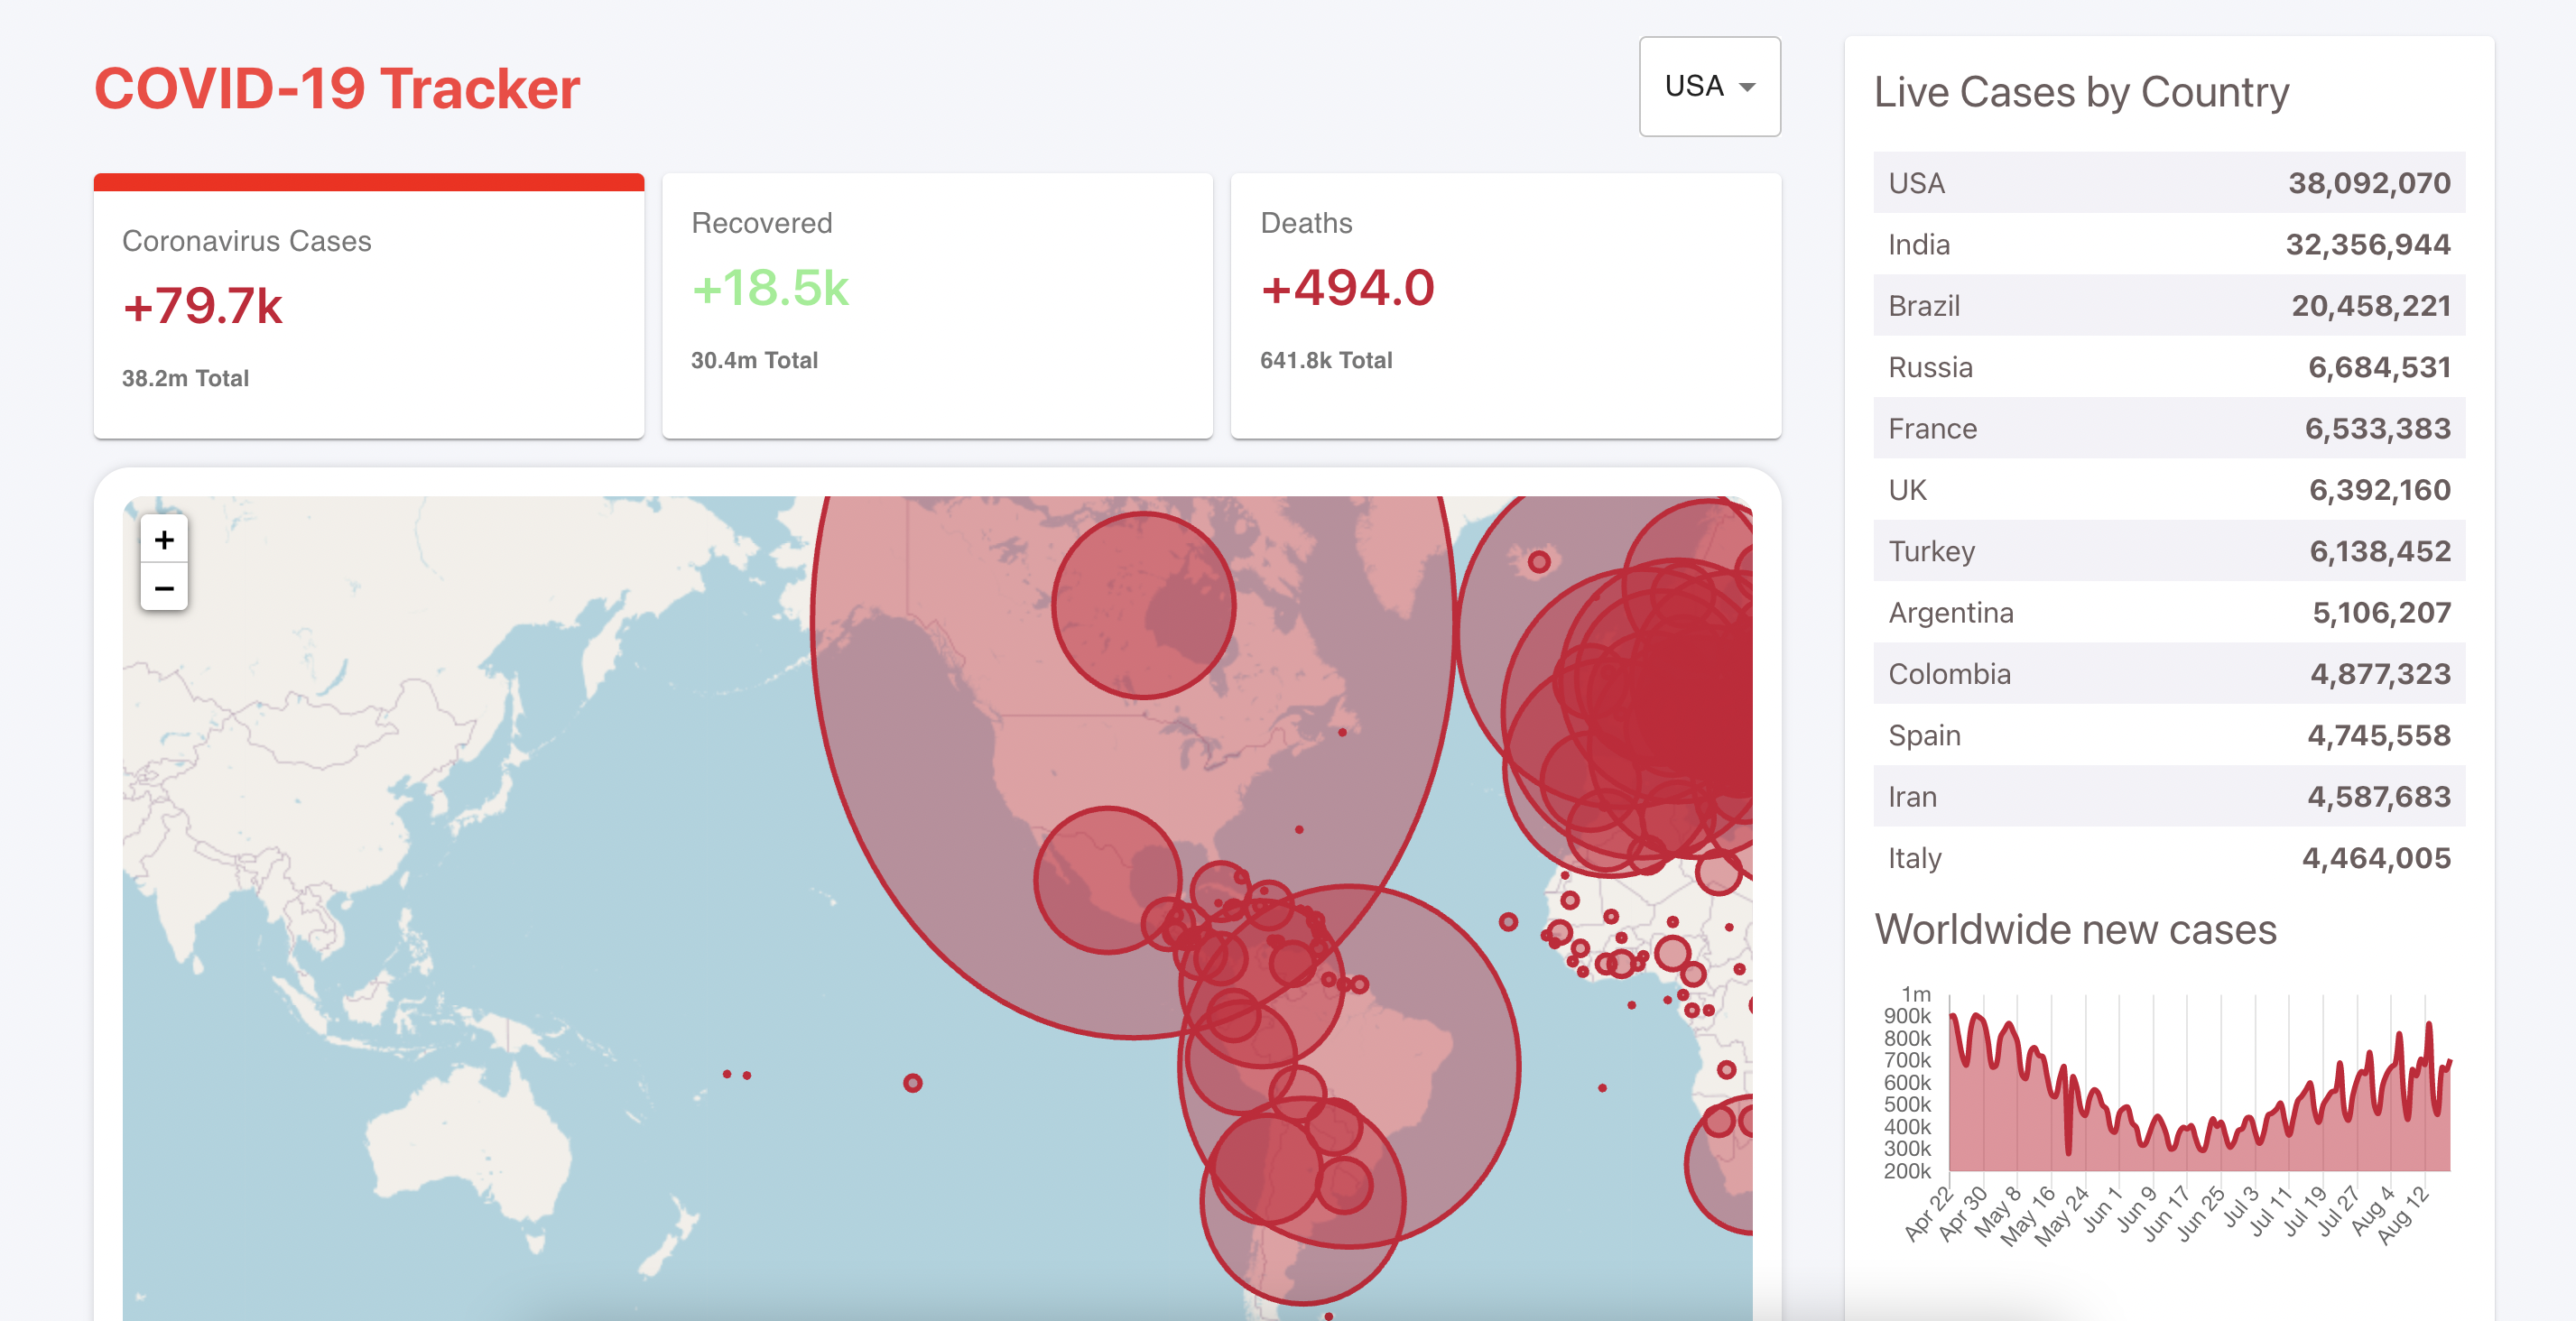 COVID-19 Tracker
USA
Coronavirus Cases
+79.7k
38.2m Total
Recovered
+18.5k
30.4m Total
Deaths
+494.0
641.8k Total
+
−
Live Cases by Country
USA 38,092,070
India 32,356,944
Brazil 20,458,221
Russia 6,684,531
France 6,533,383
UK 6,392,160
Turkey 6,138,452
Argentina 5,106,207
Colombia 4,877,323
Spain 4,745,558
Iran 4,587,683
Italy 4,464,005
Worldwide new cases
1m
900k
800k
700k
600k
500k
400k
300k
200k
Apr 22 Apr 30 May 8 May 16 May 24 Jun 1 Jun 9 Jun 17 Jun 25 Jul 3 Jul 11 Jul 19 Jul 27 Aug 4 Aug 12